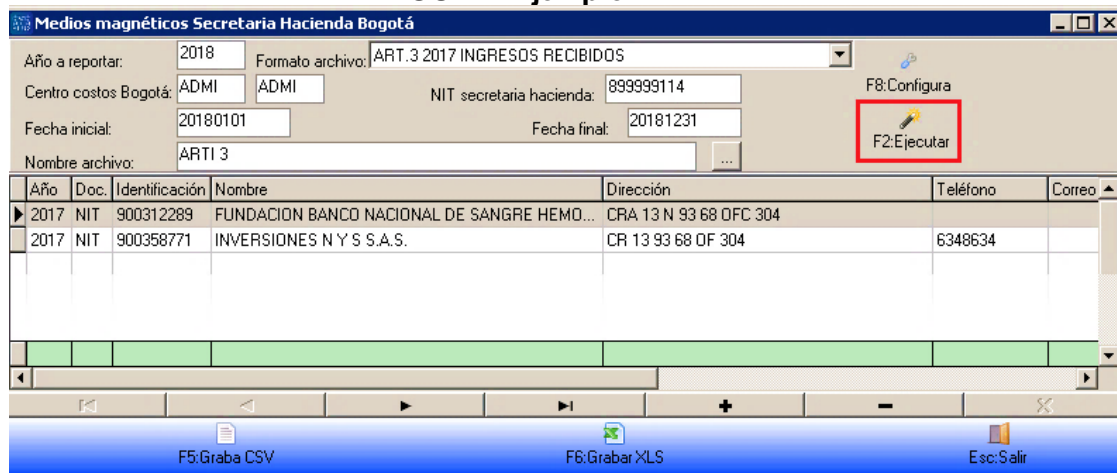 Medios magnéticos Secretaria Hacienda Bogotá
Año a reportar: 2018 Formato archivo: ART.3 2017 INGRESOS RECIBIDOS
F8:Configura
Centro costos Bogotá: ADMI ADMI NIT secretaria hacienda: 899999114
Fecha inicial: 20180101 Fecha final: 20181231
F2:Ejecutar
Nombre archivo: ARTI 3 ...
Año Doc. Identificación Nombre Dirección Teléfono Correo
2017 NIT 900312289 FUNDACION BANCO NACIONAL DE SANGRE HEMO... CRA 13 N 93 68 OFC 304
2017 NIT 900358771 INVERSIONES N Y S S.A.S. CR 13 93 68 OF 304 6348634
F5:Graba CSV F6:Grabar XLS Esc:Salir